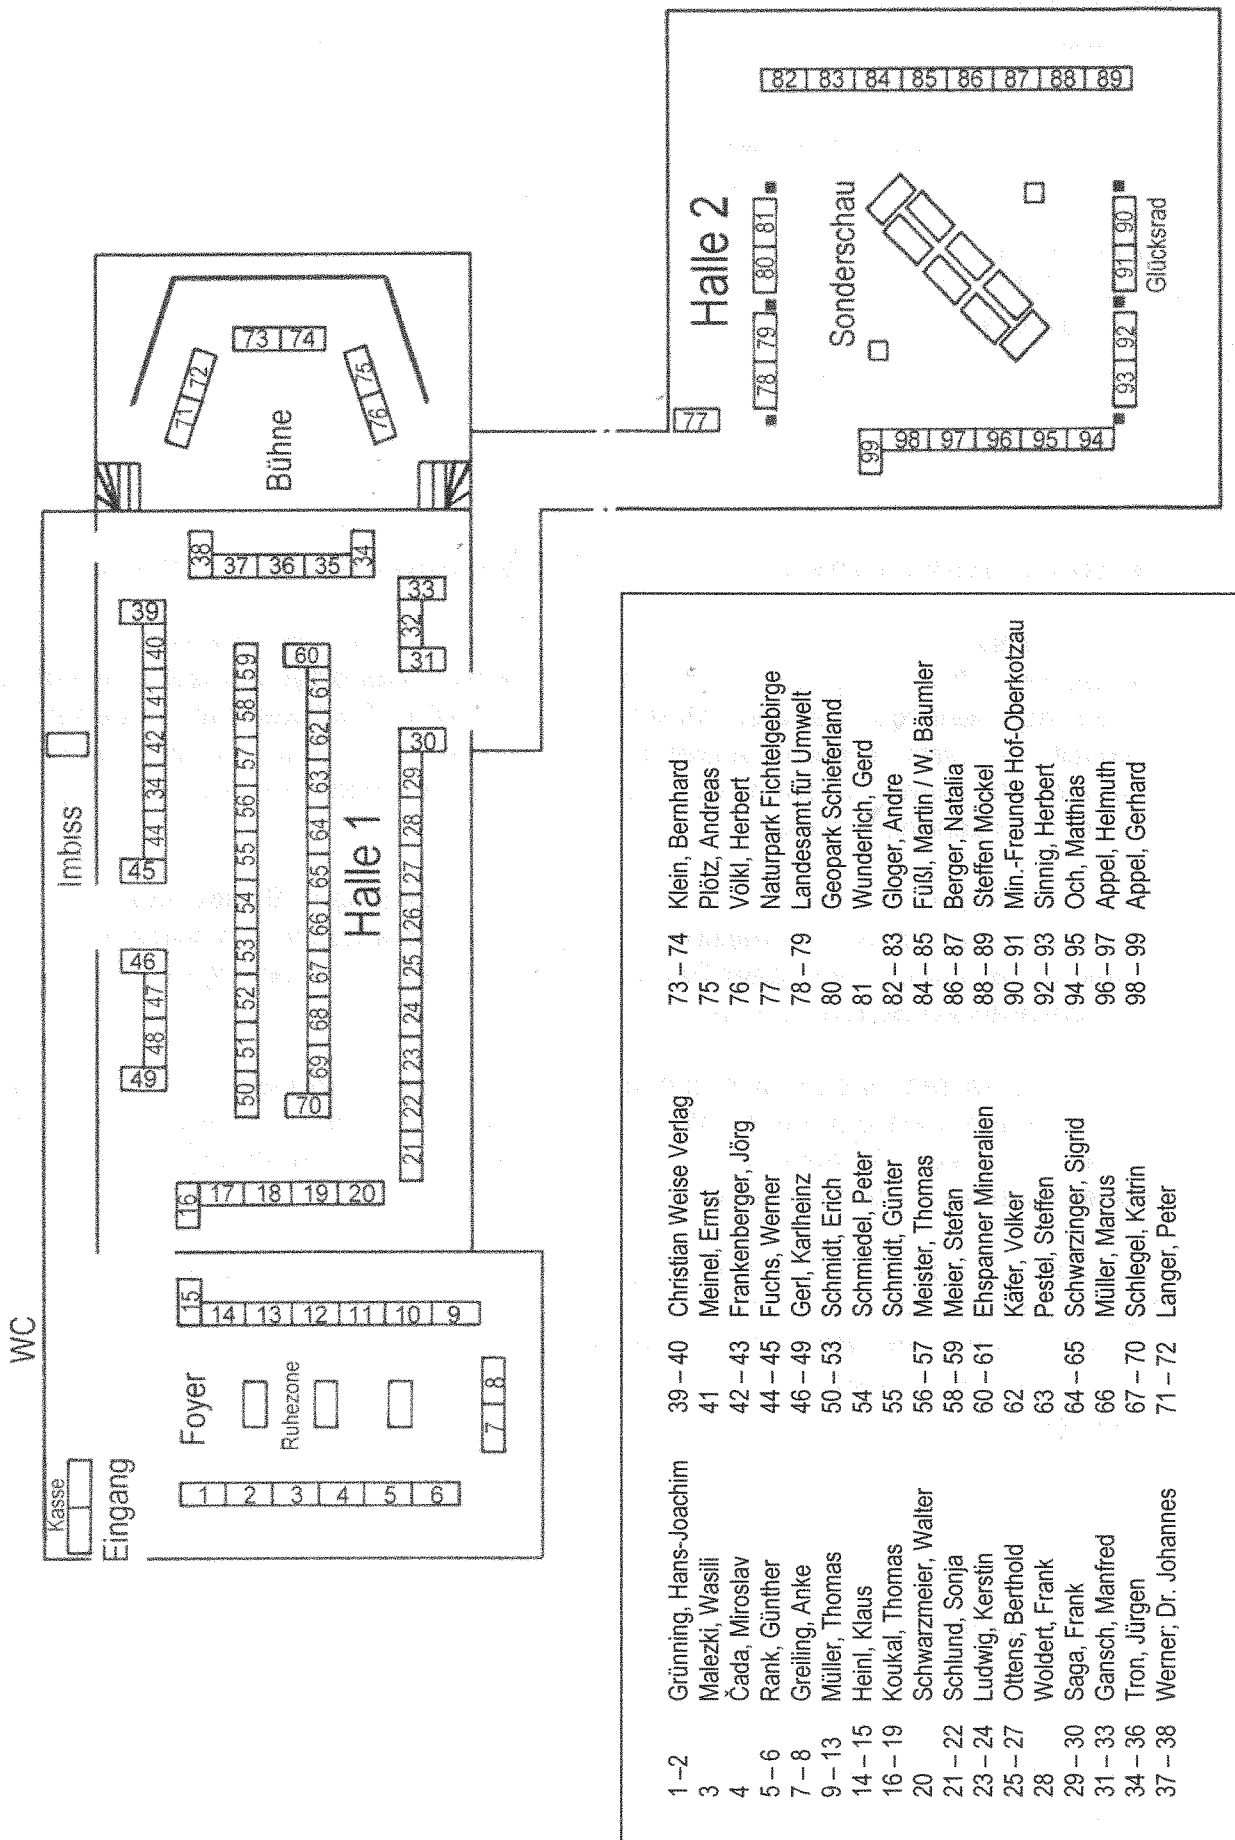 WC
Kasse
Eingang
Foyer
Ruhezone
1 2 3 4 5 6
7 8
15 14 13 12 11 10 9
Imbiss
16 17 18 19 20
49 48 47 46
45 44 34 42 41 40 39
50 51 52 53 54 55 56 57 58 59
70 69 68 67 66 65 64 63 62 61 60
Halle 1
21 22 23 24 25 26 27 28 29 30
31 32 33
38 37 36 35 34
Bühne
71 72
73 74
76 75
Halle 2
77
78 79 80 81
82 83 84 85 86 87 88 89
Sonderschau
99 98 97 96 95 94
93 92 91 90
Glücksrad
1 – 2 Grünning, Hans-Joachim
3 Malezki, Wasili
4 Čada, Miroslav
5 – 6 Rank, Günther
7 – 8 Greiling, Anke
9 – 13 Müller, Thomas
14 – 15 Heinl, Klaus
16 – 19 Koukal, Thomas
20 Schwarzmeier, Walter
21 – 22 Schlund, Sonja
23 – 24 Ludwig, Kerstin
25 – 27 Ottens, Berthold
28 Woldert, Frank
29 – 30 Saga, Frank
31 – 33 Gansch, Manfred
34 – 36 Tron, Jürgen
37 – 38 Werner, Dr. Johannes
39 – 40 Christian Weise Verlag
41 Meinel, Ernst
42 – 43 Frankenberger, Jörg
44 – 45 Fuchs, Werner
46 – 49 Gerl, Karlheinz
50 – 53 Schmidt, Erich
54 Schmiedel, Peter
55 Schmidt, Günter
56 – 57 Meister, Thomas
58 – 59 Meier, Stefan
60 – 61 Ehspanner Mineralien
62 Käfer, Volker
63 Pestel, Steffen
64 – 65 Schwarzinger, Sigrid
66 Müller, Marcus
67 – 70 Schlegel, Katrin
71 – 72 Langer, Peter
73 – 74 Klein, Bernhard
75 Plötz, Andreas
76 Völkl, Herbert
77 Naturpark Fichtelgebirge
78 – 79 Landesamt für Umwelt
80 Geopark Schieferland
81 Wunderlich, Gerd
82 – 83 Gloger, Andre
84 – 85 Füßl, Martin / W. Bäumler
86 – 87 Berger, Natalia
88 – 89 Steffen Möckel
90 – 91 Min.-Freunde Hof-Oberkotzau
92 – 93 Sinnig, Herbert
94 – 95 Och, Matthias
96 – 97 Appel, Helmuth
98 – 99 Appel, Gerhard